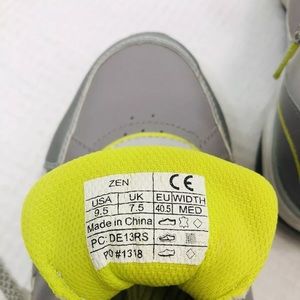 ZEN CE
USA UK EU WIDTH
9.5 7.5 40.5 MED
Made in China
PC: DE13RS
PO #1318